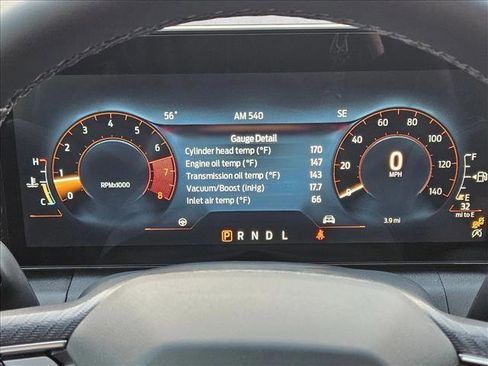 56° AM 540 SE
Gauge Detail
Cylinder head temp (°F) 170
Engine oil temp (°F) 147
Transmission oil temp (°F) 143
Vacuum/Boost (inHg) 17.7
Inlet air temp (°F) 66
H
C
0 1 2 3 4 5 6 7 8
RPMx1000
0 20 40 60 80 100 120 140
0
MPH
F
E
32
mi to E
3.9 mi
P R N D L